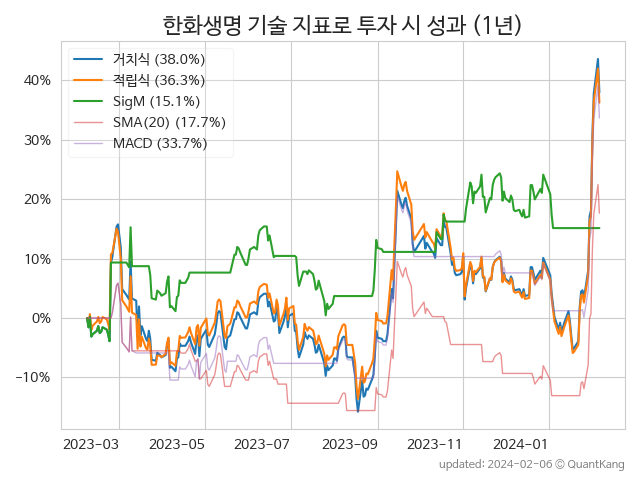 한화생명 기술 지표로 투자 시 성과 (1년)
거치식 (38.0%)
적립식 (36.3%)
SigM (15.1%)
SMA(20) (17.7%)
MACD (33.7%)
40%
30%
20%
10%
0%
−10%
2023-03 2023-05 2023-07 2023-09 2023-11 2024-01
updated: 2024-02-06 © QuantKang